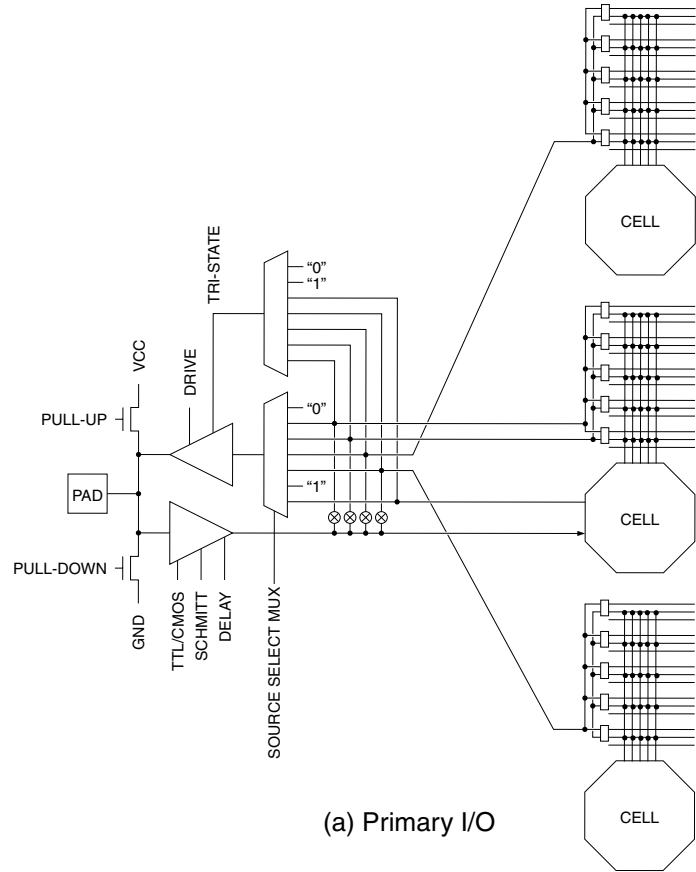 CELL
TRI-STATE
“0”
“1”
VCC
DRIVE
PULL-UP
“0”
PAD
“1”
CELL
PULL-DOWN
GND
TTL/CMOS
SCHMITT
DELAY
SOURCE SELECT MUX
CELL
(a) Primary I/O